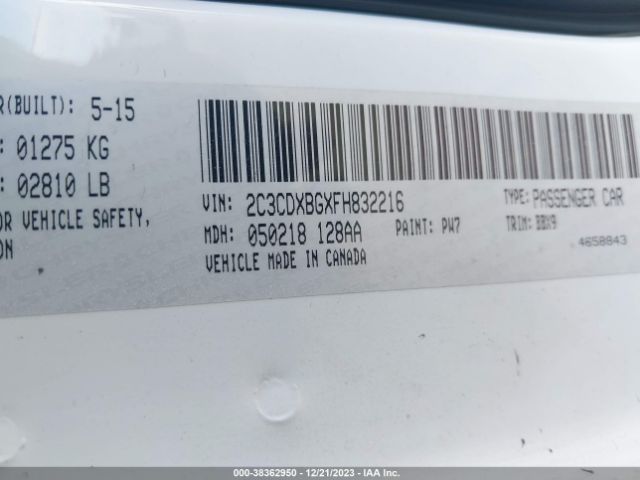 R(BUILT): 5-15
: 01275 KG
: 02810 LB
OR VEHICLE SAFETY,
ON
VIN: 2C3CDXBGXFH832216
TYPE: PASSENGER CAR
MDH: 050218 128AA
PAINT: PW7
TRIM: BBX9
VEHICLE MADE IN CANADA
4658843
000-38362950 - 12/21/2023 - IAA Inc.